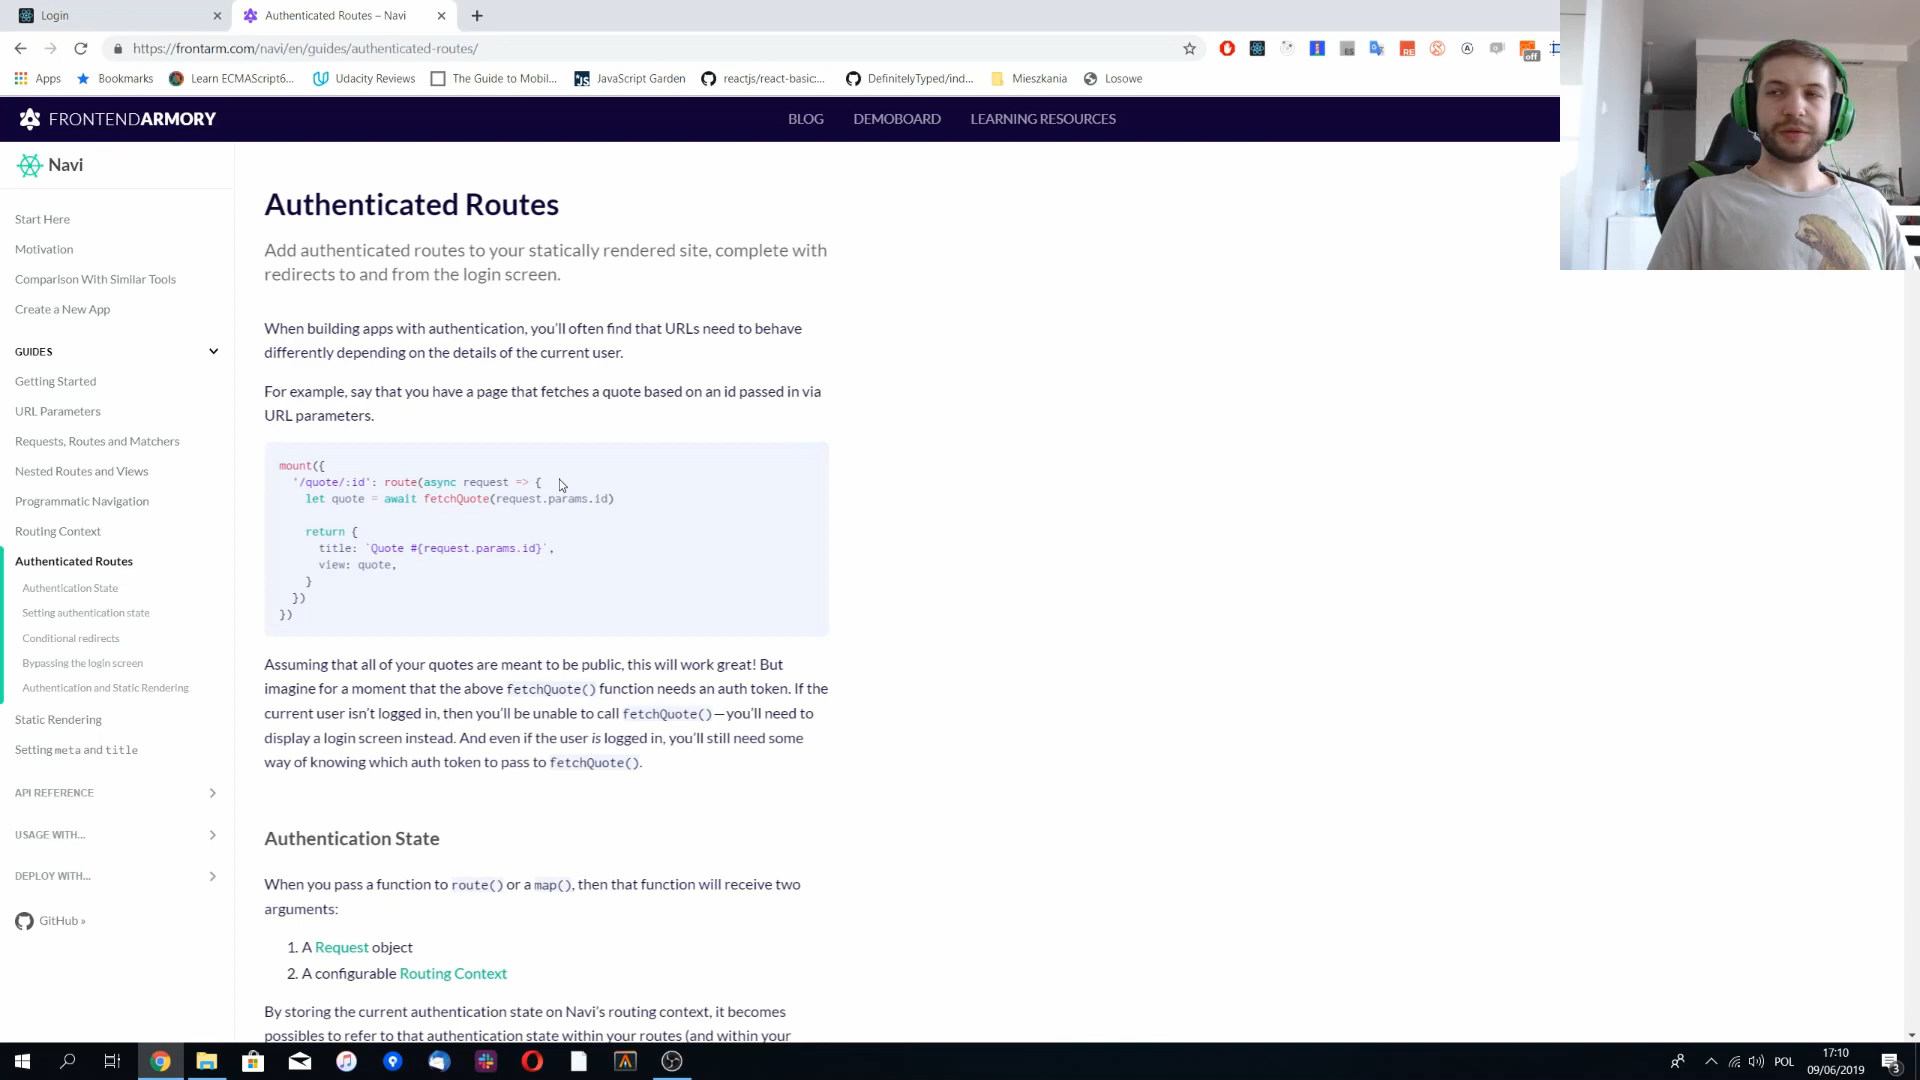 Login
Authenticated Routes – Navi
https://frontarm.com/navi/en/guides/authenticated-routes/
Apps
Bookmarks
Learn ECMAScript6...
Udacity Reviews
The Guide to Mobil...
JavaScript Garden
reactjs/react-basic:...
DefinitelyTyped/ind...
Mieszkania
Losowe
FRONTENDARMORY
BLOG
DEMOBOARD
LEARNING RESOURCES
Navi
Start Here
Motivation
Comparison With Similar Tools
Create a New App
GUIDES
Getting Started
URL Parameters
Requests, Routes and Matchers
Nested Routes and Views
Programmatic Navigation
Routing Context
Authenticated Routes
Authentication State
Setting authentication state
Conditional redirects
Bypassing the login screen
Authentication and Static Rendering
Static Rendering
Setting meta and title
API REFERENCE
USAGE WITH...
DEPLOY WITH...
GitHub »
Authenticated Routes
Add authenticated routes to your statically rendered site, complete with
redirects to and from the login screen.
When building apps with authentication, you'll often find that URLs need to behave
differently depending on the details of the current user.
For example, say that you have a page that fetches a quote based on an id passed in via
URL parameters.
mount({
'/quote/:id': route(async request => {
let quote = await fetchQuote(request.params.id)
return {
title: `Quote #{request.params.id}`,
view: quote,
}
})
})
Assuming that all of your quotes are meant to be public, this will work great! But
imagine for a moment that the above fetchQuote() function needs an auth token. If the
current user isn't logged in, then you'll be unable to call fetchQuote()—you'll need to
display a login screen instead. And even if the user is logged in, you'll still need some
way of knowing which auth token to pass to fetchQuote().
Authentication State
When you pass a function to route() or a map(), then that function will receive two
arguments:
1. A Request object
2. A configurable Routing Context
By storing the current authentication state on Navi's routing context, it becomes
possibles to refer to that authentication state within your routes (and within your
off
POL
17:10
09/06/2019
3